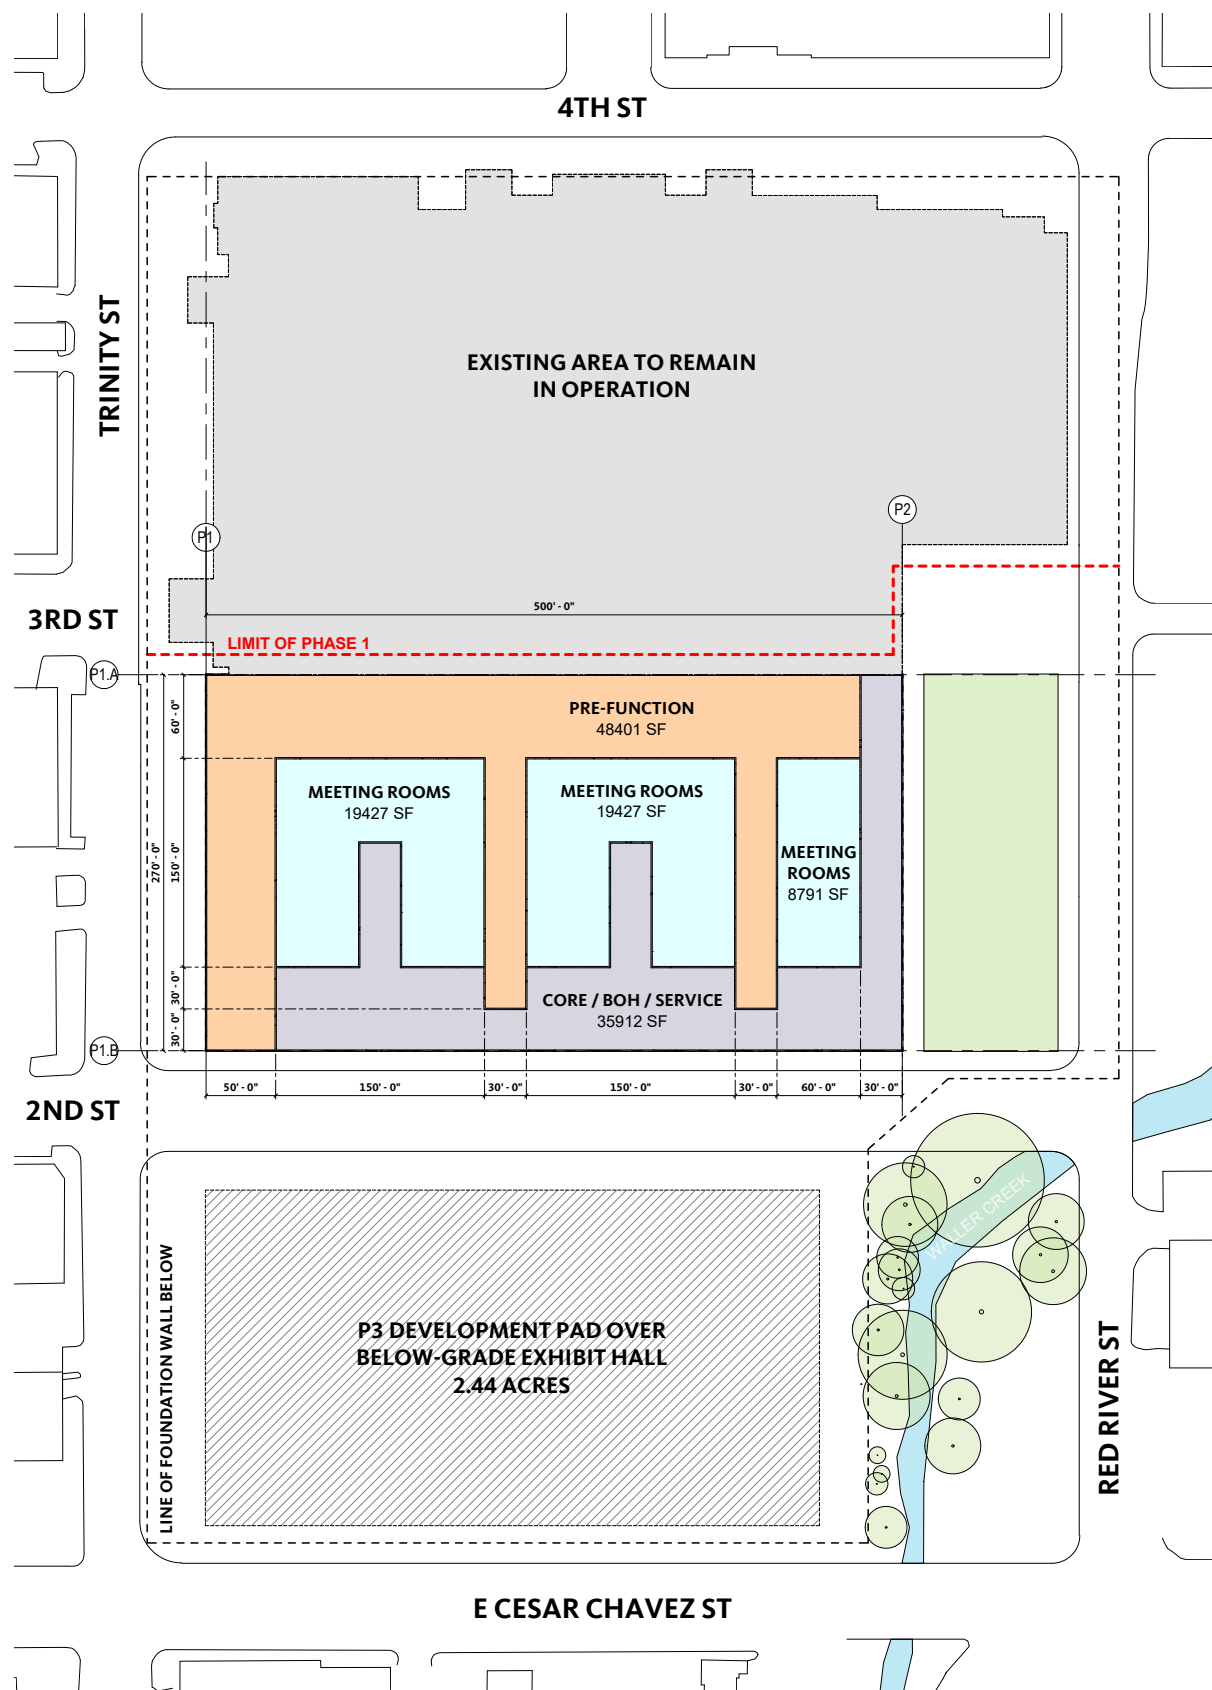 4TH ST
TRINITY ST
EXISTING AREA TO REMAIN
IN OPERATION
P1
P2
3RD ST
500' - 0"
LIMIT OF PHASE 1
P1.A
60' - 0"
PRE-FUNCTION
48401 SF
MEETING ROOMS
19427 SF
MEETING ROOMS
19427 SF
MEETING
ROOMS
8791 SF
270' - 0"
150' - 0"
30' - 0"
30' - 0"
CORE / BOH / SERVICE
35912 SF
P1.B
50' - 0"
150' - 0"
30' - 0"
150' - 0"
30' - 0"
60' - 0"
30' - 0"
2ND ST
WALLER CREEK
LINE OF FOUNDATION WALL BELOW
P3 DEVELOPMENT PAD OVER
BELOW-GRADE EXHIBIT HALL
2.44 ACRES
RED RIVER ST
E CESAR CHAVEZ ST